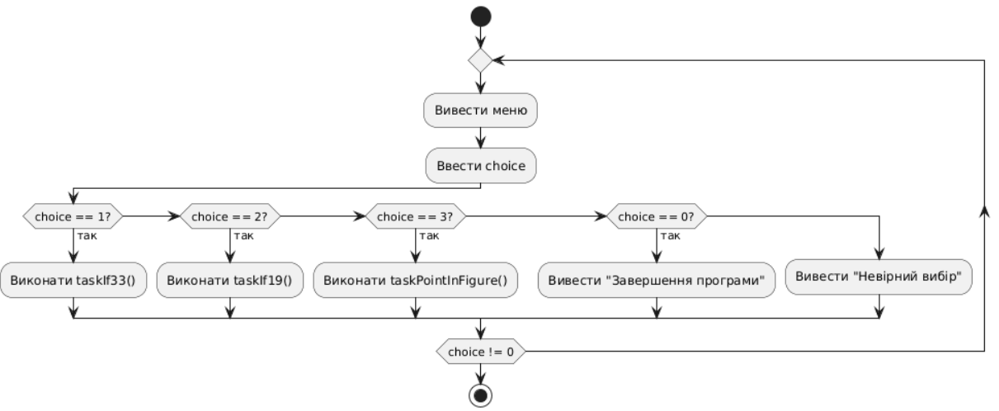 Вивести меню
Ввести choice
choice == 1?
choice == 2?
choice == 3?
choice == 0?
так
так
так
так
Виконати taskIf33()
Виконати taskIf19()
Виконати taskPointInFigure()
Вивести "Завершення програми"
Вивести "Невірний вибір"
choice != 0